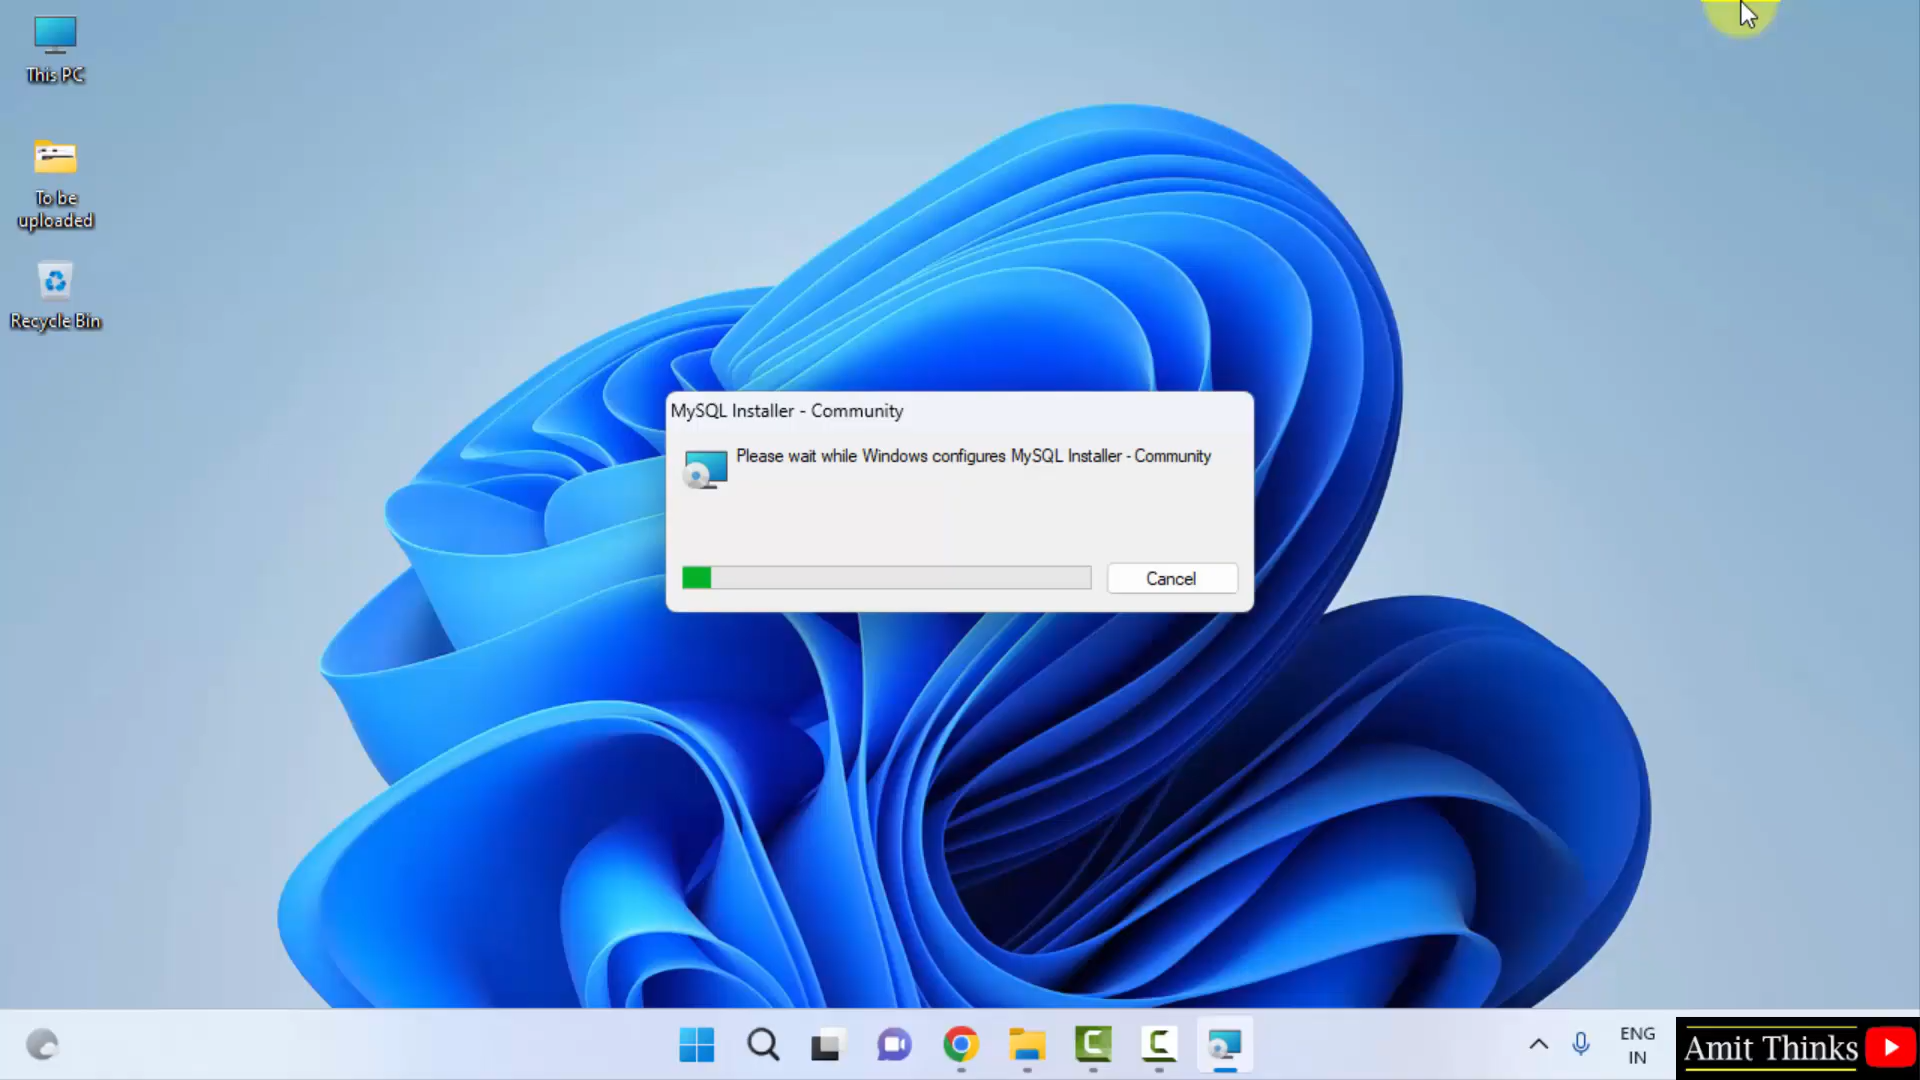 This PC
To be
uploaded
Recycle Bin
MySQL Installer - Community
Please wait while Windows configures MySQL Installer - Community
Cancel
ENG
IN
Amit Thinks